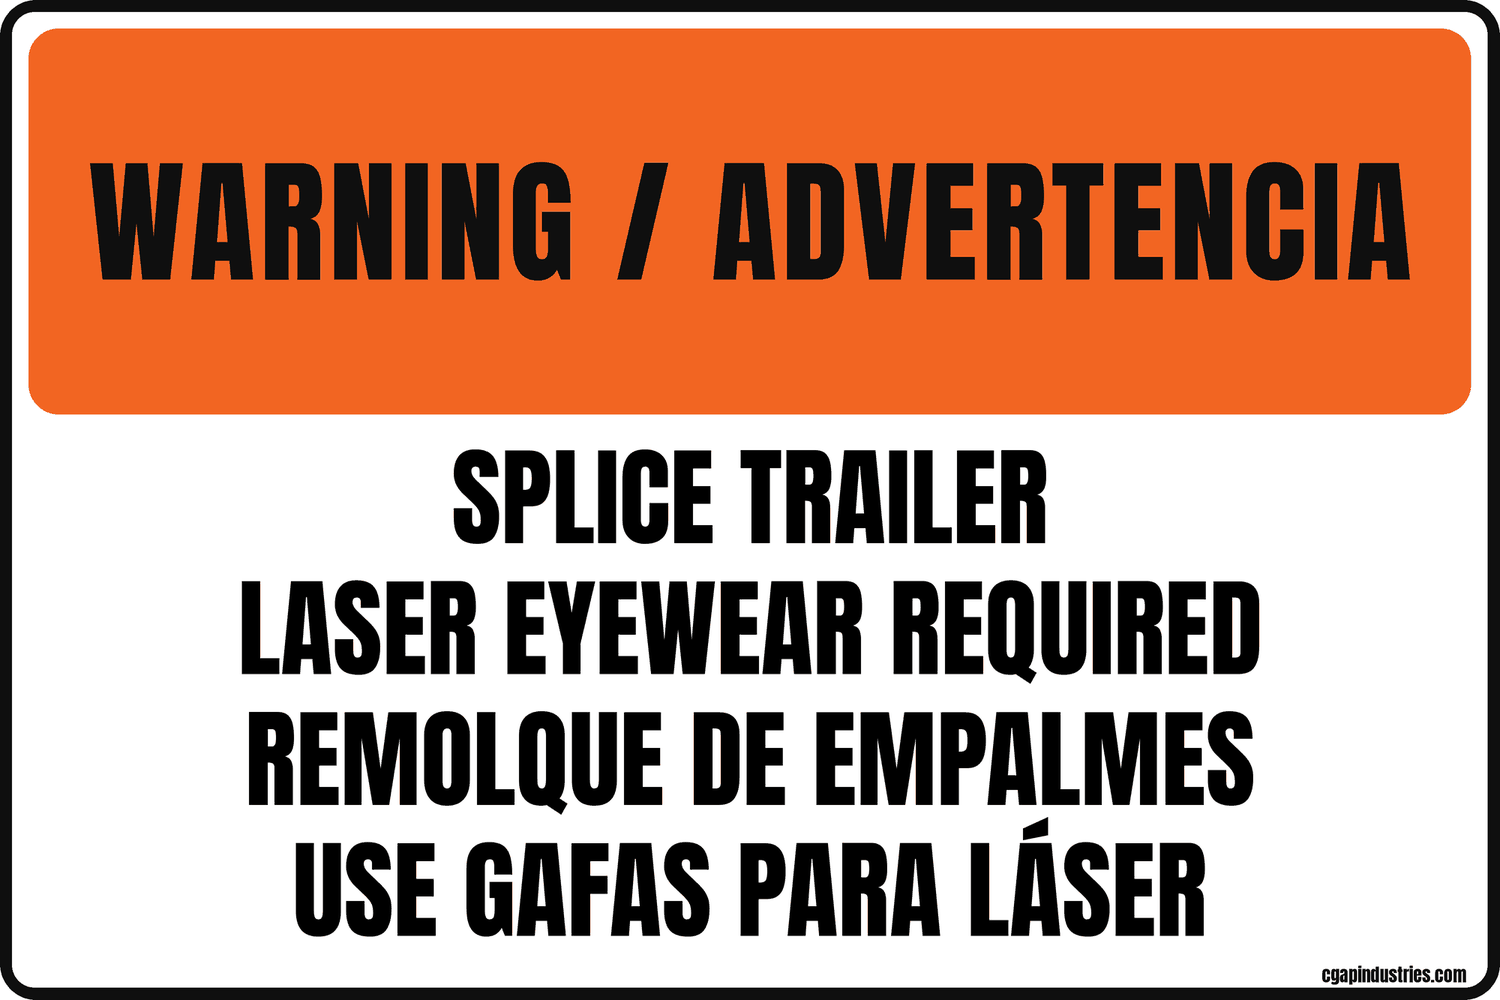 WARNING / ADVERTENCIA
SPLICE TRAILER
LASER EYEWEAR REQUIRED
REMOLQUE DE EMPALMES
USE GAFAS PARA LÁSER
cgapindustries.com